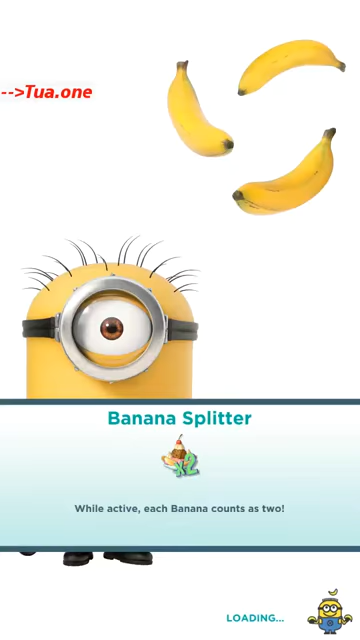 -->Tua.one
Banana Splitter
x2
While active, each Banana counts as two!
LOADING...